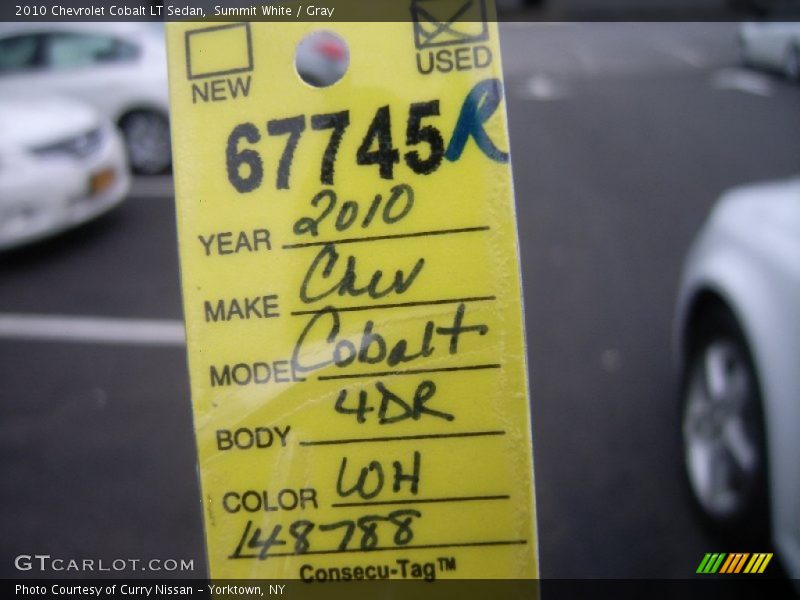 2010 Chevrolet Cobalt LT Sedan, Summit White / Gray
NEW USED
67745R
YEAR 2010
MAKE Chev
MODEL Cobalt
BODY 4DR
COLOR WH
148788
Consecu-Tag™
GTCARLOT.COM
Photo Courtesy of Curry Nissan - Yorktown, NY